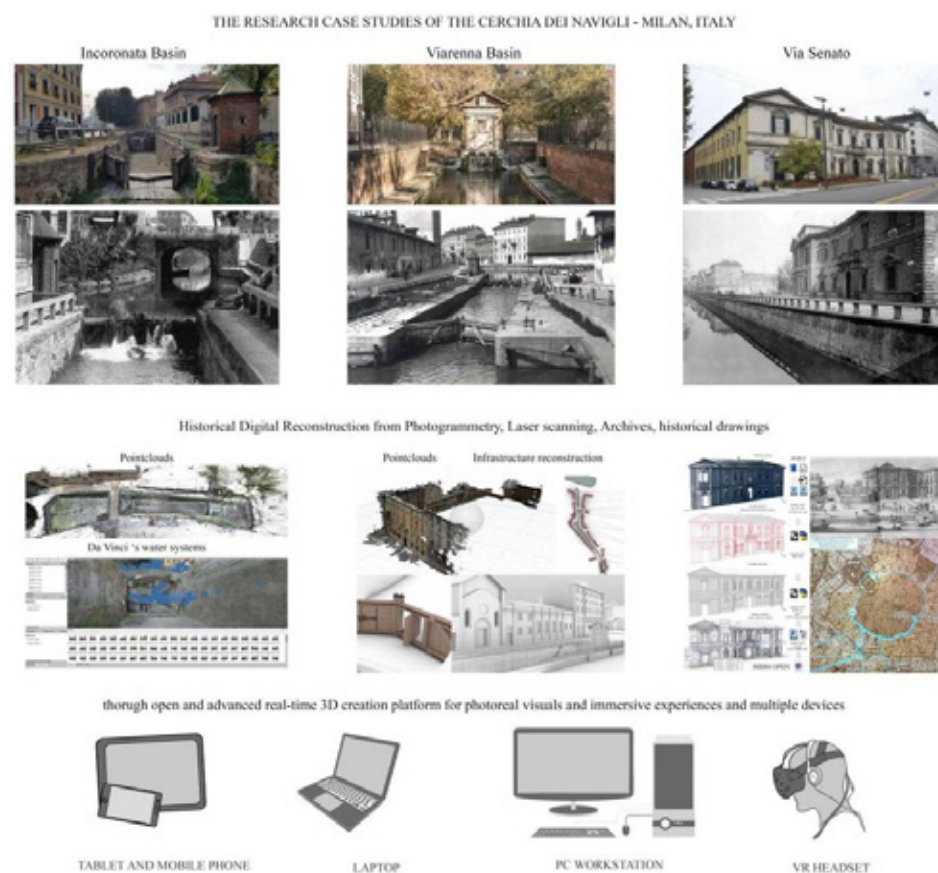 THE RESEARCH CASE STUDIES OF THE CERCHIA DEI NAVIGLI - MILAN, ITALY
Incoronata Basin
Viarenna Basin
Via Senato
Historical Digital Reconstruction from Photogrammetry, Laser scanning, Archives, historical drawings
Pointclouds
Pointclouds
Infrastructure reconstruction
Da Vinci 's water systems
thorugh open and advanced real-time 3D creation platform for photoreal visuals and immersive experiences and multiple devices
TABLET AND MOBILE PHONE
LAPTOP
PC WORKSTATION
VR HEADSET